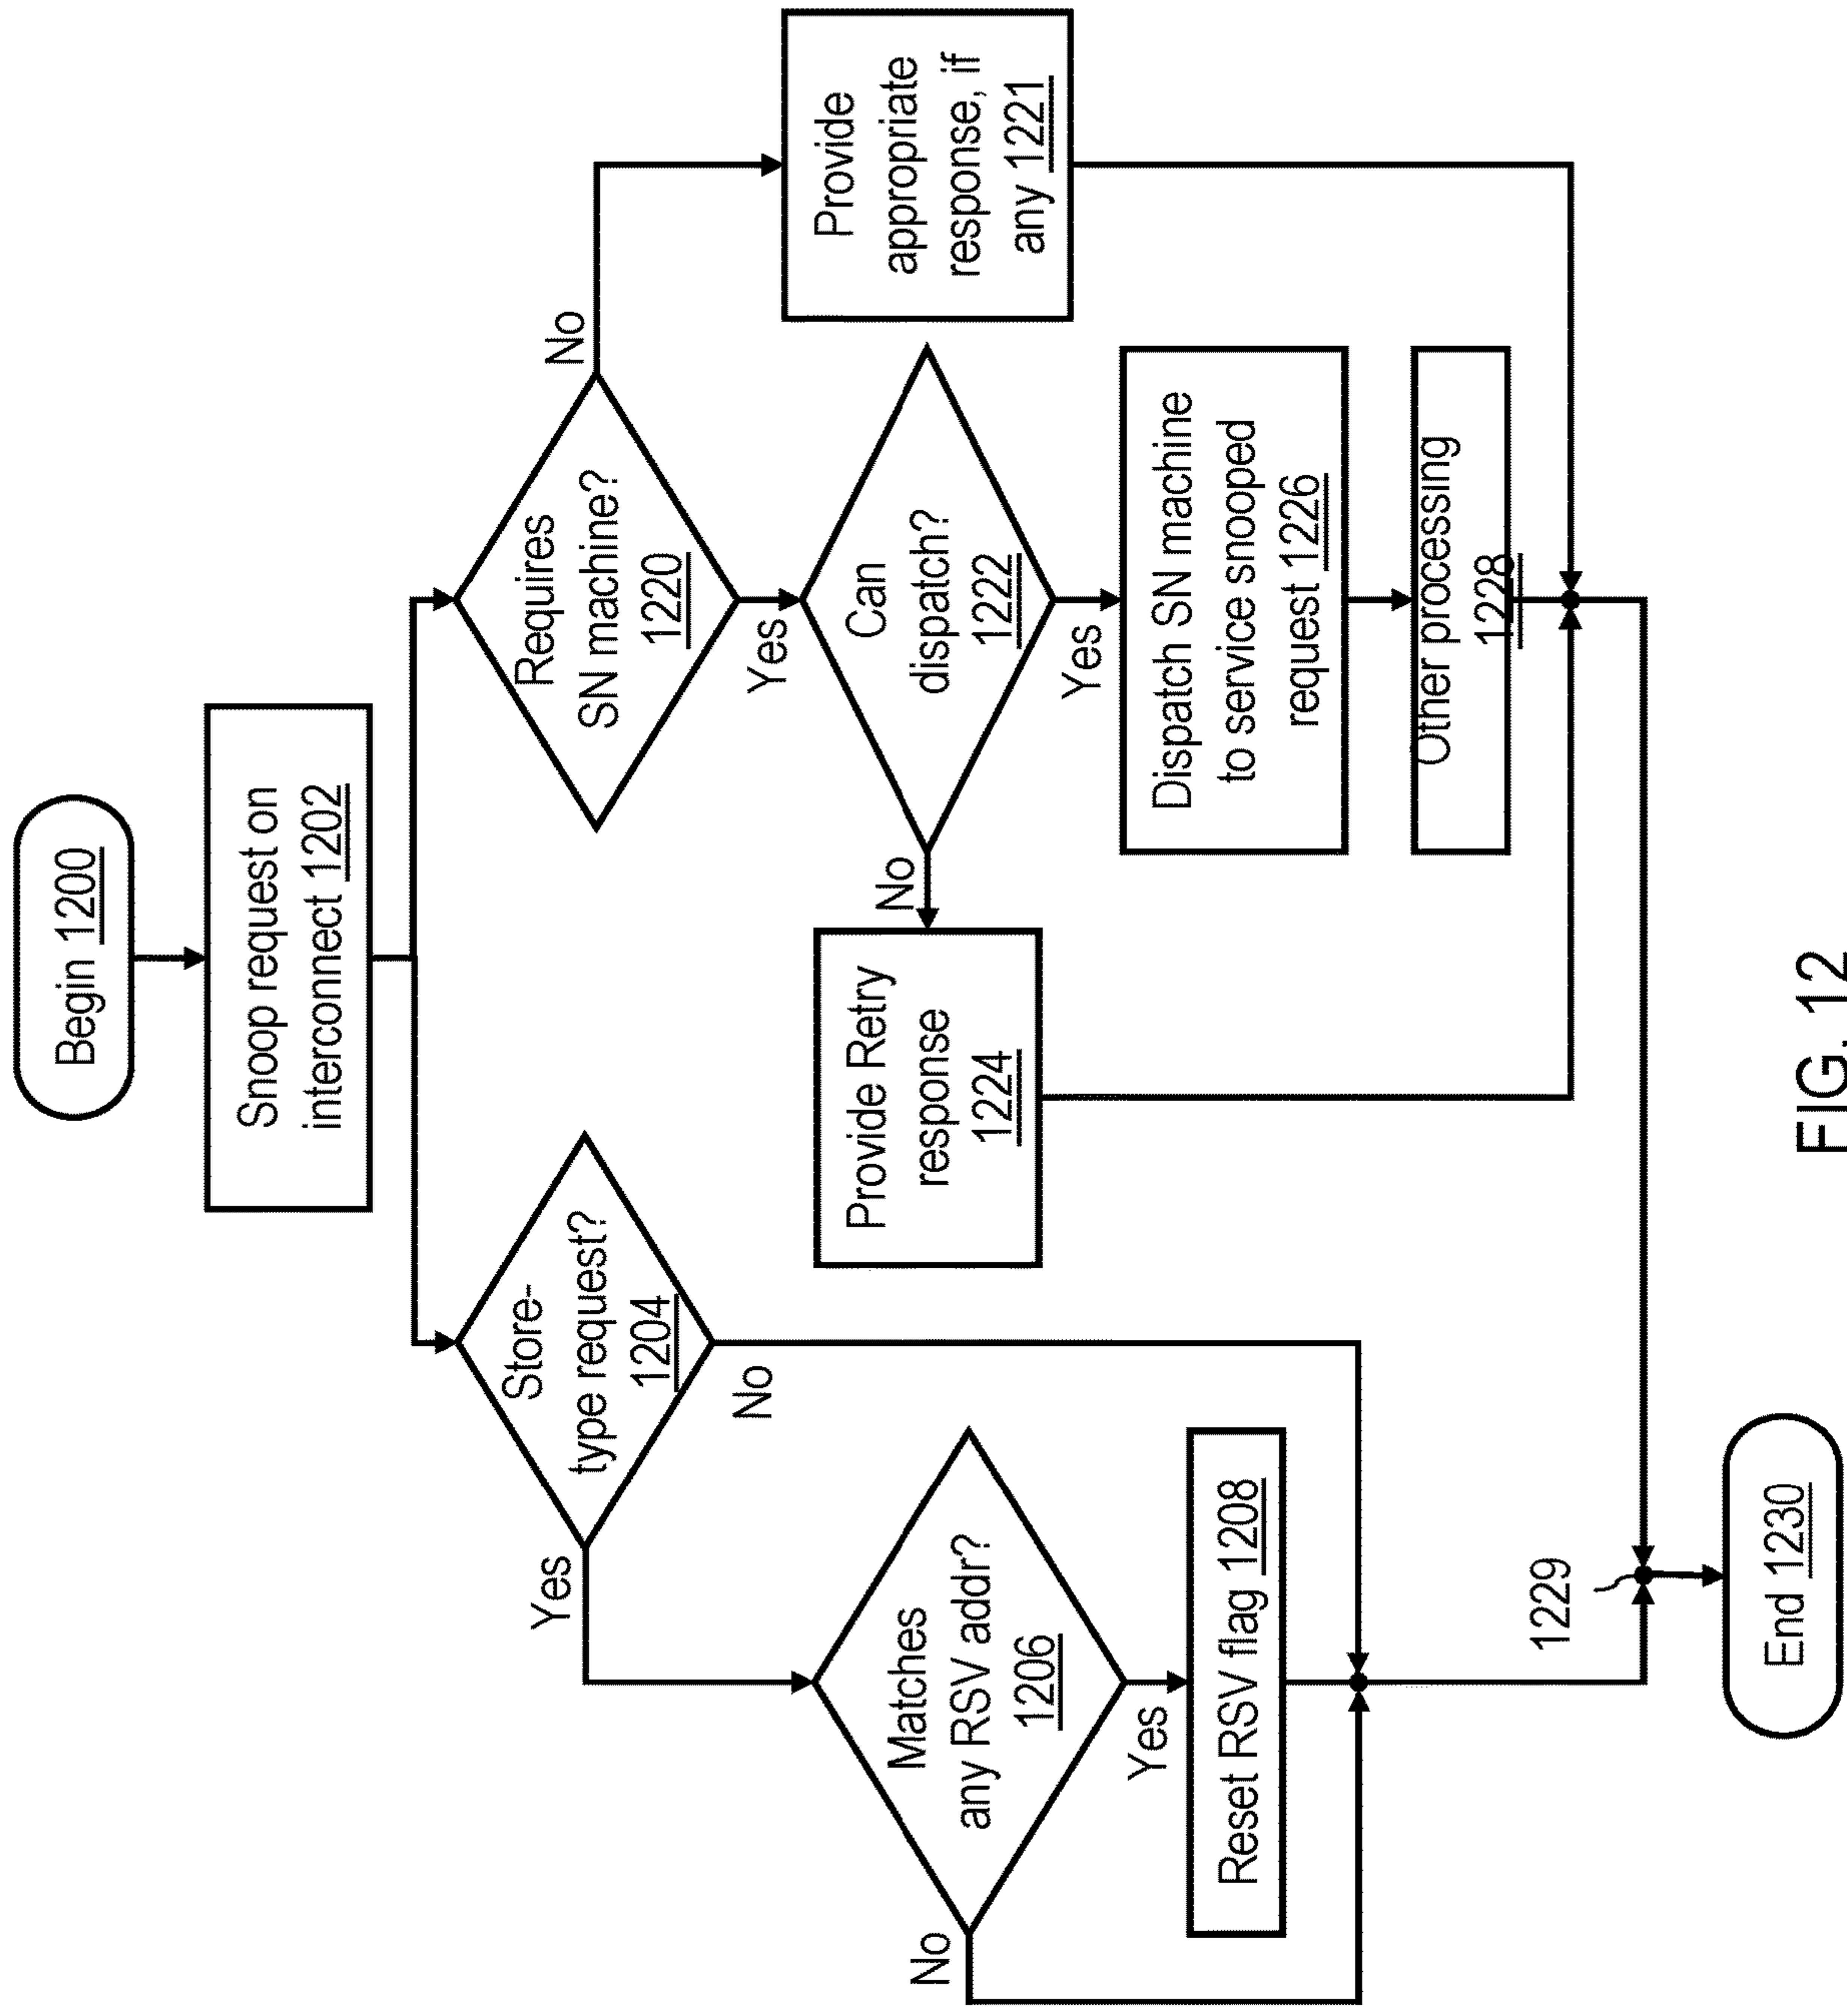 Begin 1200
Snoop request on
interconnect 1202
Store-
type request?
1204
Yes
No
Matches
any RSV addr?
1206
No
Yes
Reset RSV flag 1208
Requires
SN machine?
1220
No
Yes
Provide
appropriate
response, if
any 1221
Can
dispatch?
1222
No
Yes
Provide Retry
response
1224
Dispatch SN machine
to service snooped
request 1226
Other processing
1228
1229
End 1230
FIG. 12